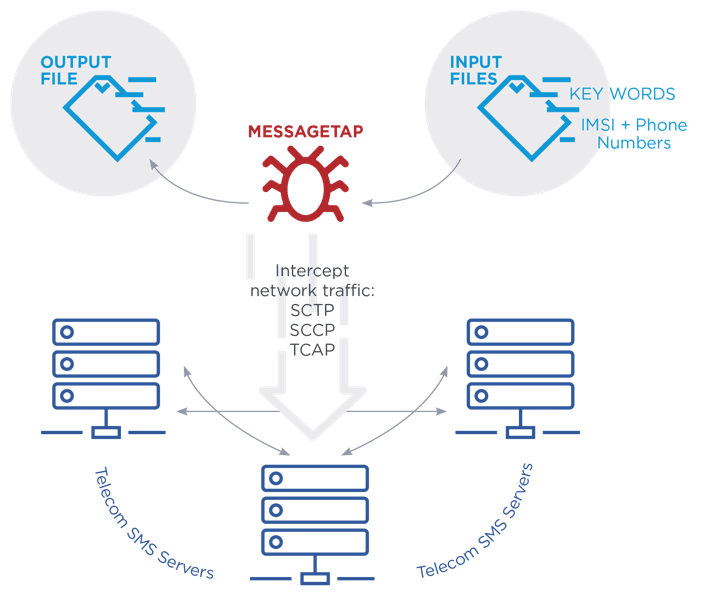 OUTPUT
FILE
INPUT
FILES
KEY WORDS
IMSI + Phone
Numbers
MESSAGETAP
Intercept
network traffic:
SCTP
SCCP
TCAP
Telecom SMS Servers
Telecom SMS Servers